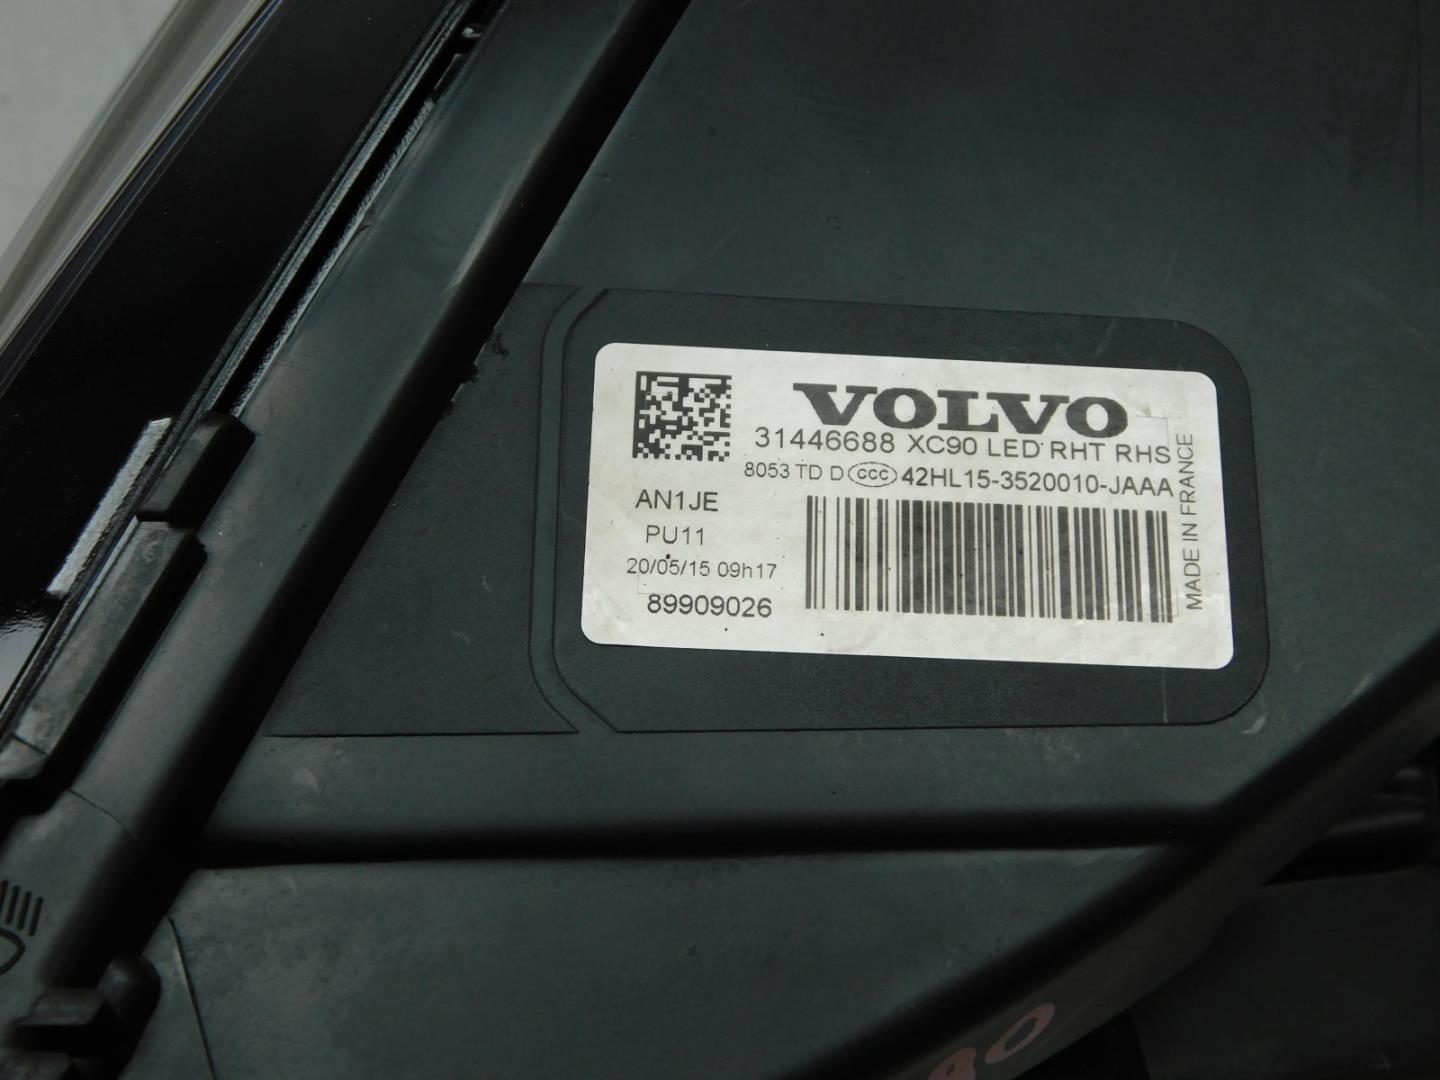 VOLVO
31446688 XC90 LED RHT RHS
8053 TD D CCC 42HL15-3520010-JAAA
AN1JE
PU11
20/05/15 09h17
89909026
MADE IN FRANCE